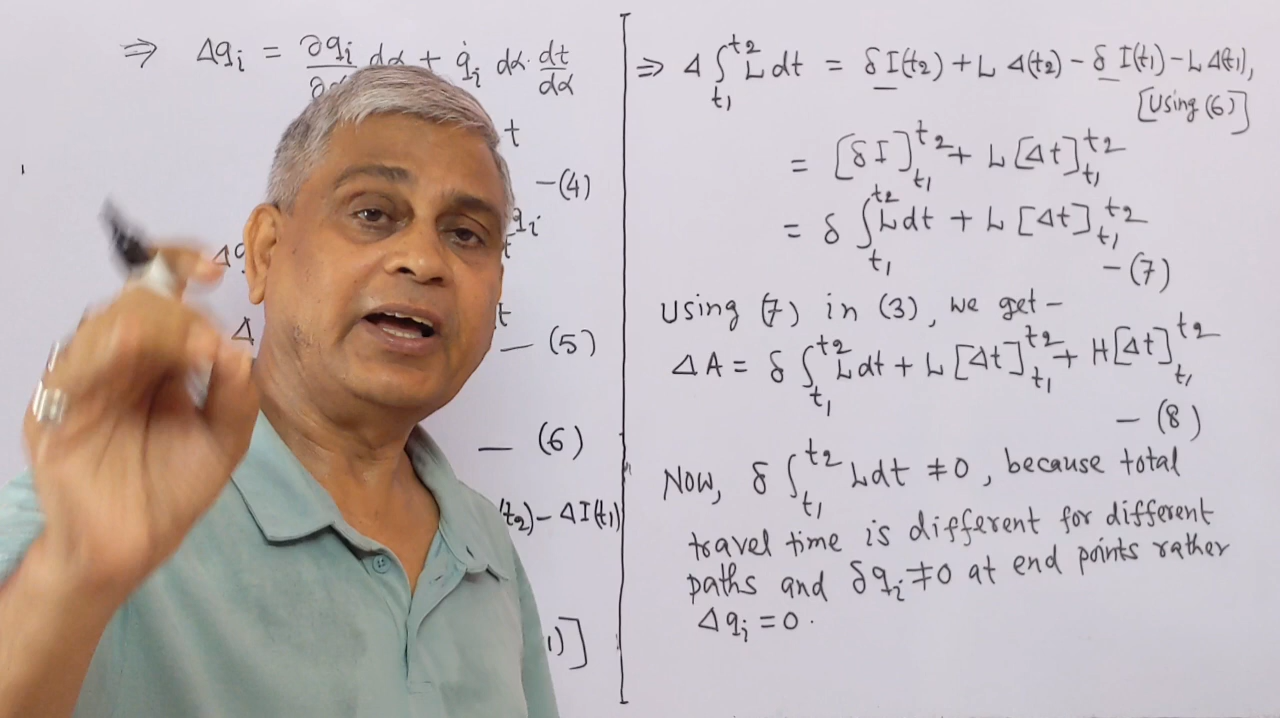 ⇒ Δqᵢ = ∂qᵢ/∂α dα + q̇ᵢ dα · dt/dα
t
—(4)
Δq
qᵢ
t
Δ
t
— (5)
— (6)
(t₂) – ΔI(t₁)
₁)]
⇒ Δ ∫_{t₁}^{t₂} L dt = δI(t₂) + L Δ(t₂) – δI(t₁) – L Δ(t₁),
[Using (6)]
= [δI]_{t₁}^{t₂} + L[Δt]_{t₁}^{t₂}
= δ ∫_{t₁}^{t₂} L dt + L[Δt]_{t₁}^{t₂}
—(7)
Using (7) in (3), we get –
ΔA = δ ∫_{t₁}^{t₂} L dt + L[Δt]_{t₁}^{t₂} + H[Δt]_{t₁}^{t₂}
— (8)
Now, δ ∫_{t₁}^{t₂} L dt ≠ 0, because total
travel time is different for different
paths and δqᵢ ≠ 0 at end points rather
Δqᵢ = 0.